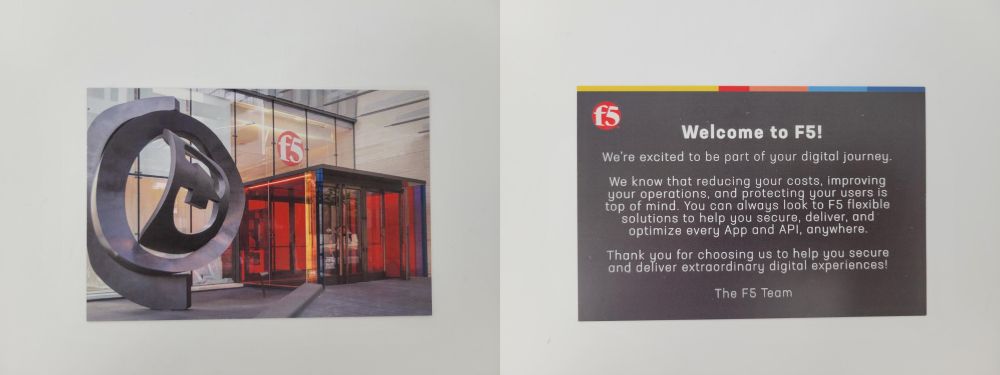 f5
f5
Welcome to F5!
We're excited to be part of your digital journey.
We know that reducing your costs, improving
your operations, and protecting your users is
top of mind. You can always look to F5 flexible
solutions to help you secure, deliver, and
optimize every App and API, anywhere.
Thank you for choosing us to help you secure
and deliver extraordinary digital experiences!
The F5 Team